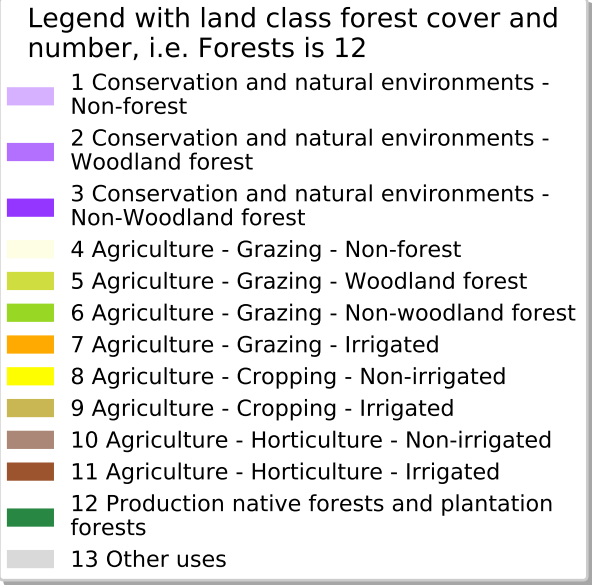 Legend with land class forest cover and
number, i.e. Forests is 12
1 Conservation and natural environments -
Non-forest
2 Conservation and natural environments -
Woodland forest
3 Conservation and natural environments -
Non-Woodland forest
4 Agriculture - Grazing - Non-forest
5 Agriculture - Grazing - Woodland forest
6 Agriculture - Grazing - Non-woodland forest
7 Agriculture - Grazing - Irrigated
8 Agriculture - Cropping - Non-irrigated
9 Agriculture - Cropping - Irrigated
10 Agriculture - Horticulture - Non-irrigated
11 Agriculture - Horticulture - Irrigated
12 Production native forests and plantation
forests
13 Other uses